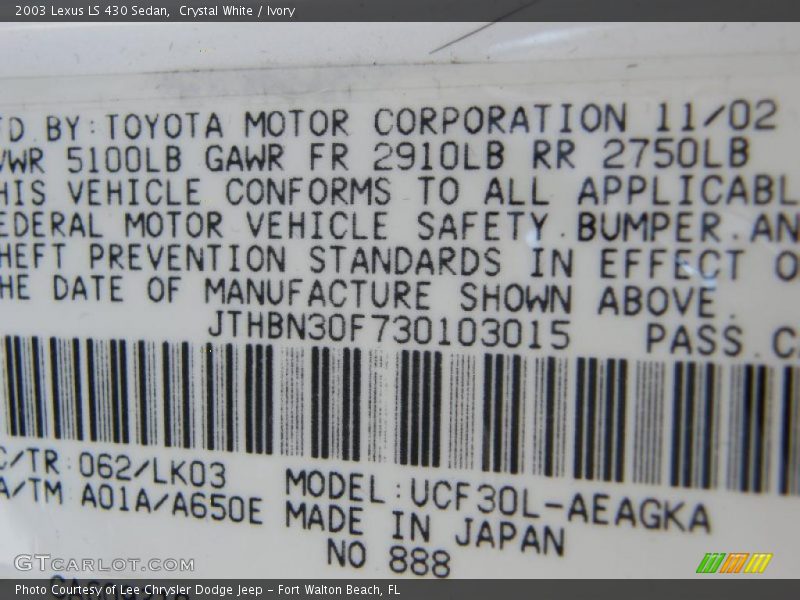 2003 Lexus LS 430 Sedan, Crystal White / Ivory
TD BY:TOYOTA MOTOR CORPORATION 11/02
VWR 5100LB GAWR FR 2910LB RR 2750LB
HIS VEHICLE CONFORMS TO ALL APPLICABL
EDERAL MOTOR VEHICLE SAFETY.BUMPER.AN
HEFT PREVENTION STANDARDS IN EFFECT O
HE DATE OF MANUFACTURE SHOWN ABOVE.
JTHBN30F730103015 PASS.C
C/TR:062/LK03
A/TM A01A/A650E
MODEL:UCF30L-AEAGKA
MADE IN JAPAN
NO 888
GTCARLOT.COM
Photo Courtesy of Lee Chrysler Dodge Jeep - Fort Walton Beach, FL